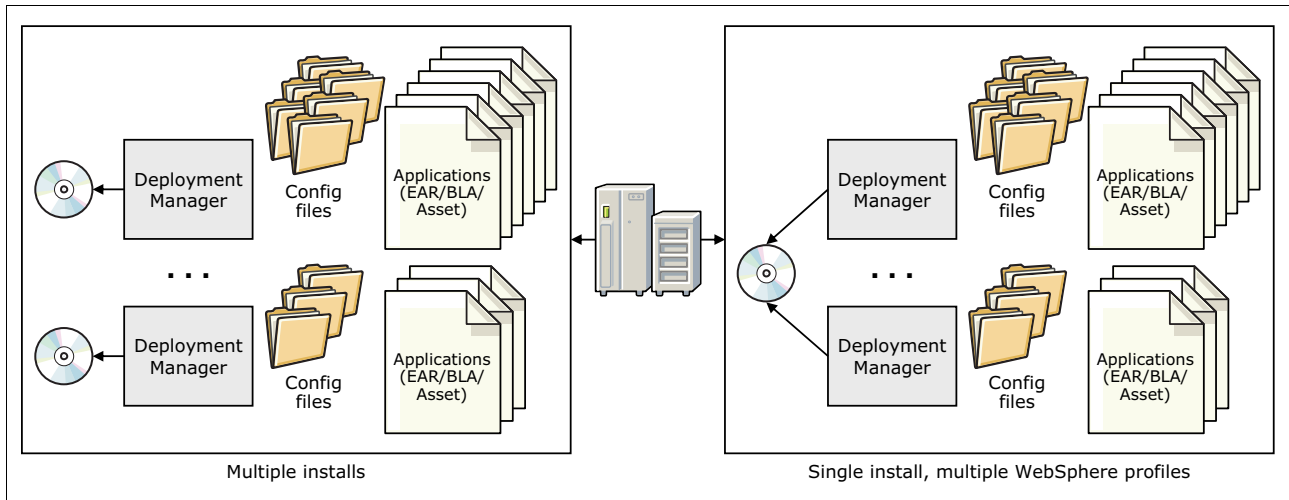 Deployment
Manager
Config
files
Applications
(EAR/BLA/
Asset)
. . .
Deployment
Manager
Config
files
Applications
(EAR/BLA/
Asset)
Multiple installs
Deployment
Manager
Config
files
Applications
(EAR/BLA/
Asset)
. . .
Deployment
Manager
Config
files
Applications
(EAR/BLA/
Asset)
Single install, multiple WebSphere profiles